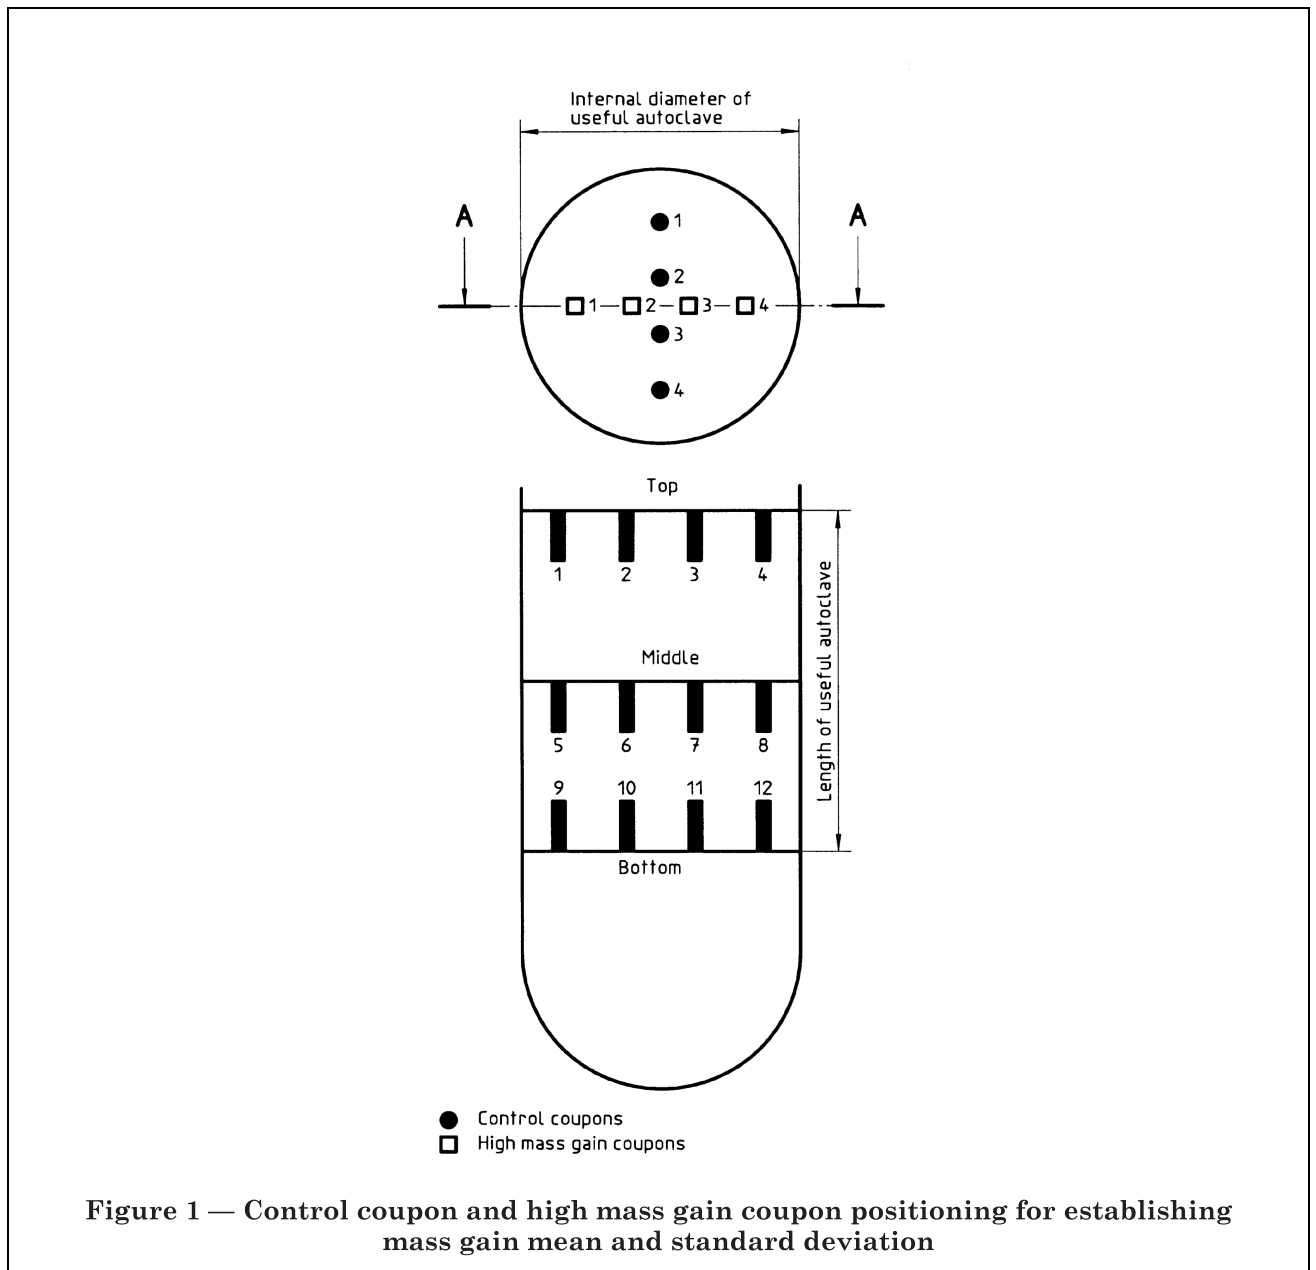 Internal diameter of
useful autoclave
A
A
1
2
1 2 3 4
3
4
Top
1 2 3 4
Length of useful autoclave
Middle
5 6 7 8
9 10 11 12
Bottom
Control coupons
High mass gain coupons
Figure 1 — Control coupon and high mass gain coupon positioning for establishing
mass gain mean and standard deviation